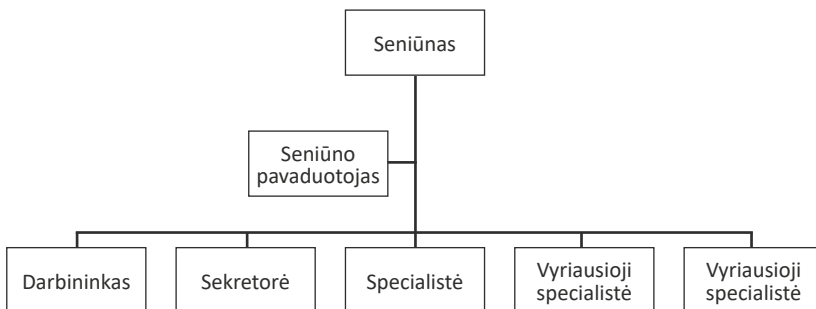 Seniūnas
Seniūno
pavaduotojas
Darbininkas
Sekretorė
Specialistė
Vyriausioji
specialistė
Vyriausioji
specialistė